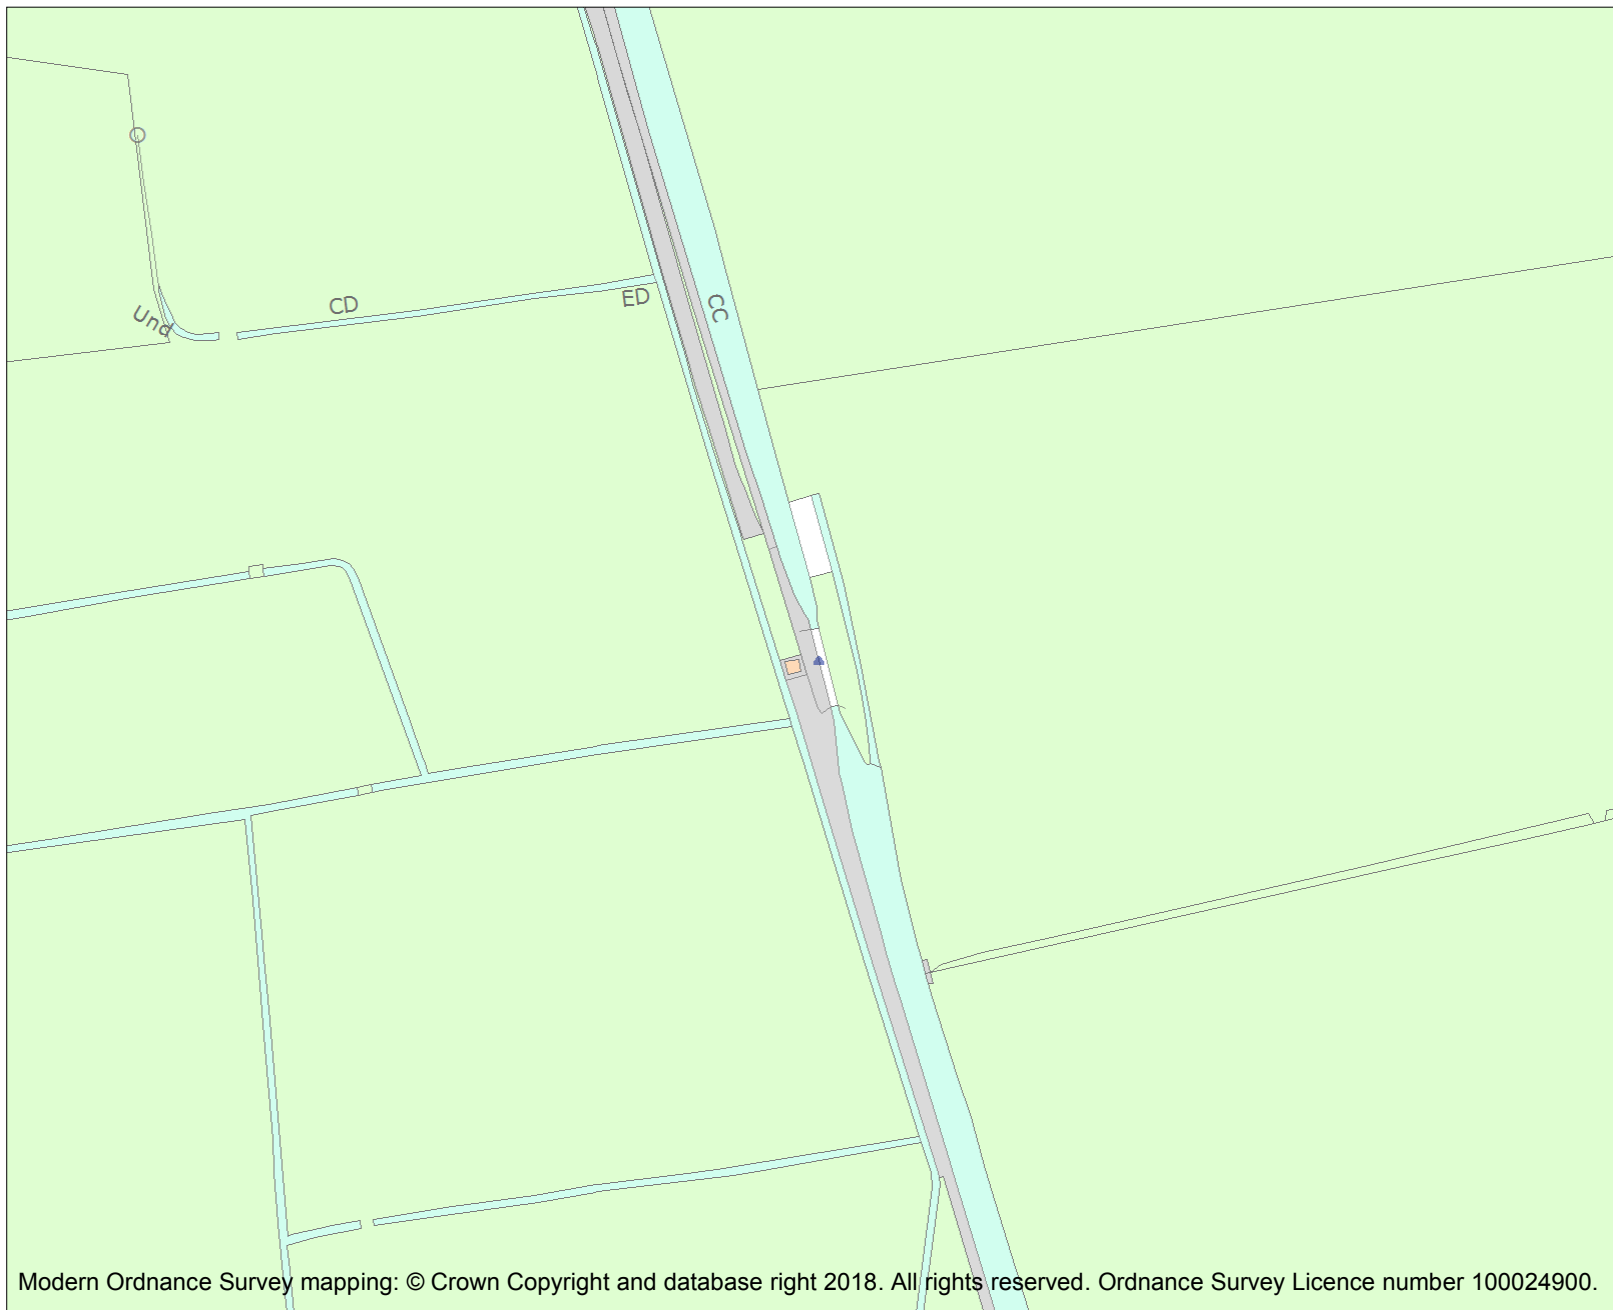 CD
ED
CC
Und
Modern Ordnance Survey mapping: © Crown Copyright and database right 2018. All rights reserved. Ordnance Survey Licence number 100024900.